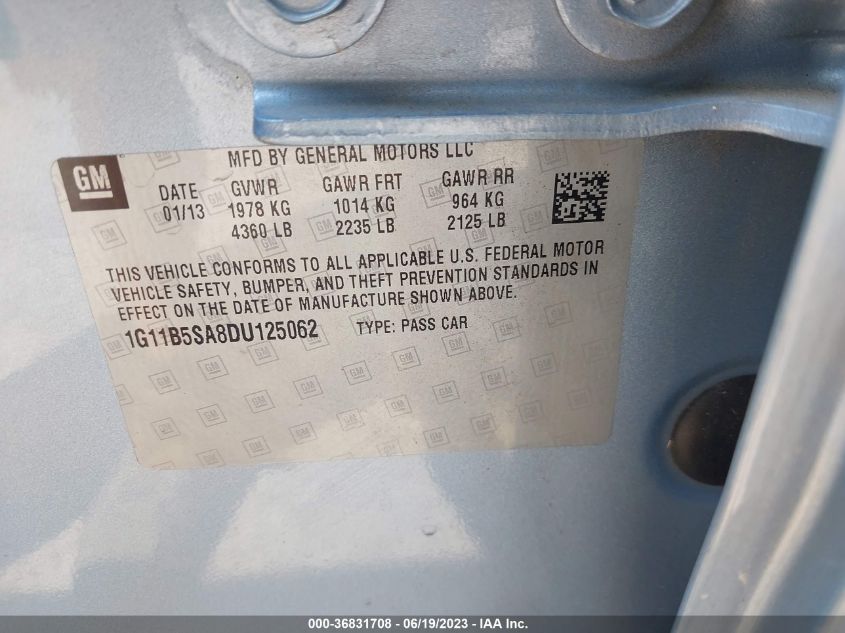 MFD BY GENERAL MOTORS LLC
GM
DATE GVWR GAWR FRT GAWR RR
01/13 1978 KG 1014 KG 964 KG
4360 LB 2235 LB 2125 LB
THIS VEHICLE CONFORMS TO ALL APPLICABLE U.S. FEDERAL MOTOR
VEHICLE SAFETY, BUMPER, AND THEFT PREVENTION STANDARDS IN
EFFECT ON THE DATE OF MANUFACTURE SHOWN ABOVE.
1G11B5SA8DU125062 TYPE: PASS CAR
000-36831708 - 06/19/2023 - IAA Inc.